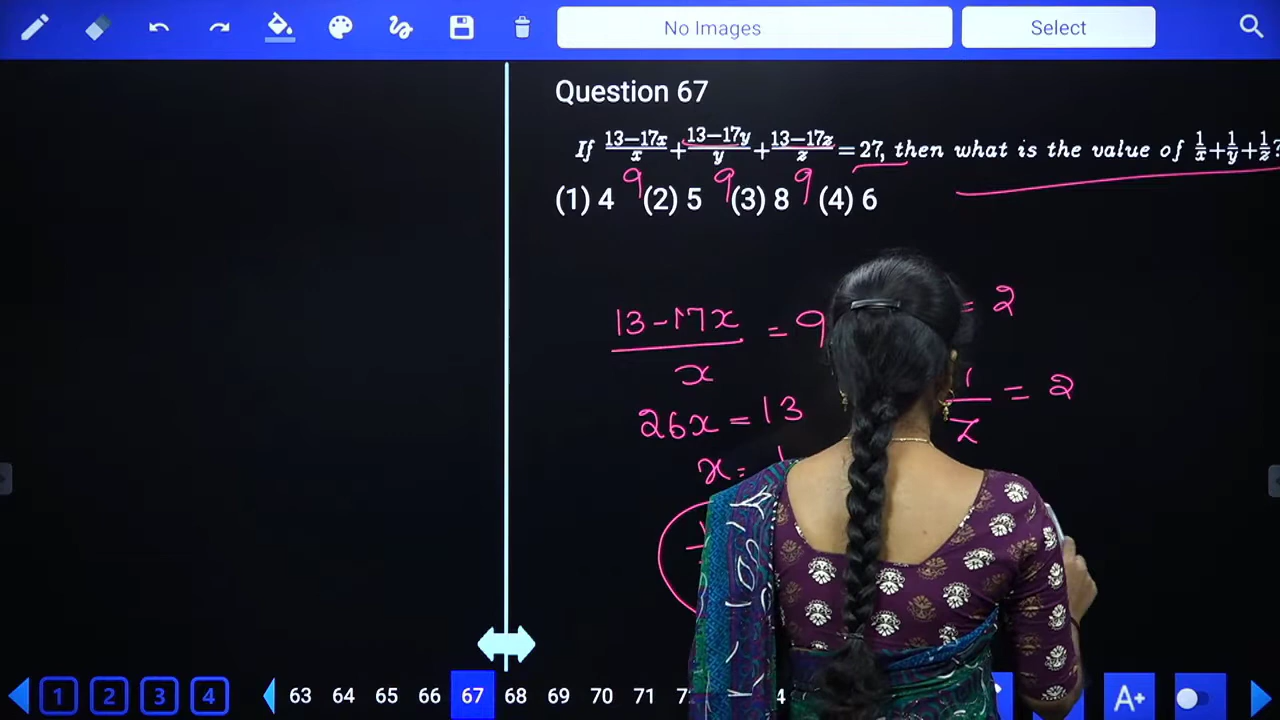 No Images Select
Question 67
If 13−17x/x + 13−17y/y + 13−17z/z = 27, then what is the value of 1/x + 1/y + 1/z?
9 9 9
(1) 4 (2) 5 (3) 8 (4) 6
13−17x/x = 9
= 2
1/z = 2
26x = 13
x =
1 2 3 4 63 64 65 66 67 68 69 70 71 A+